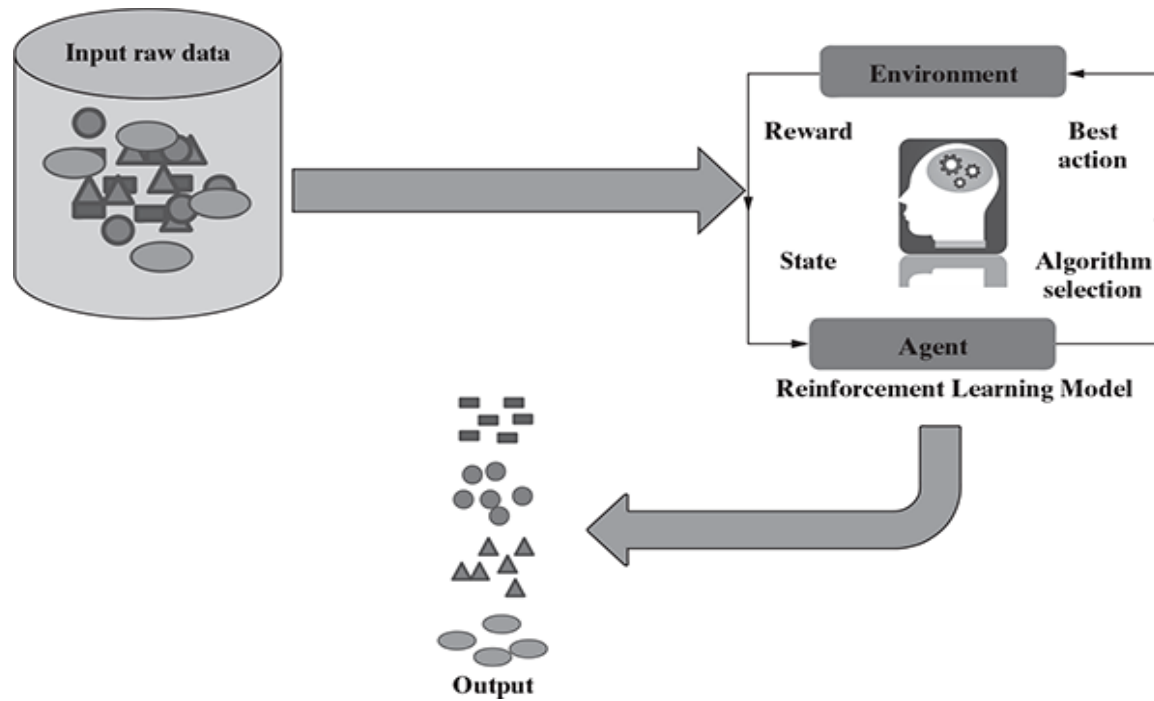 Input raw data
Environment
Reward
Best
action
State
Algorithm
selection
Agent
Reinforcement Learning Model
Output